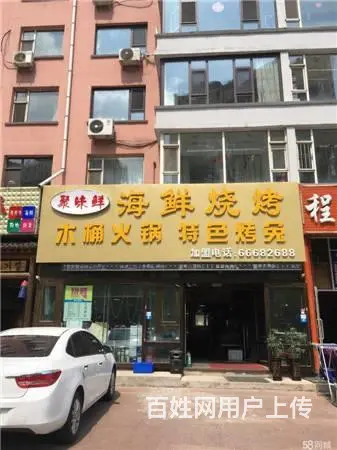 聚味鲜
海鲜烧烤
木桶火锅 特色烤兔
加盟电话:66682688
程
百姓网用户上传
58同城